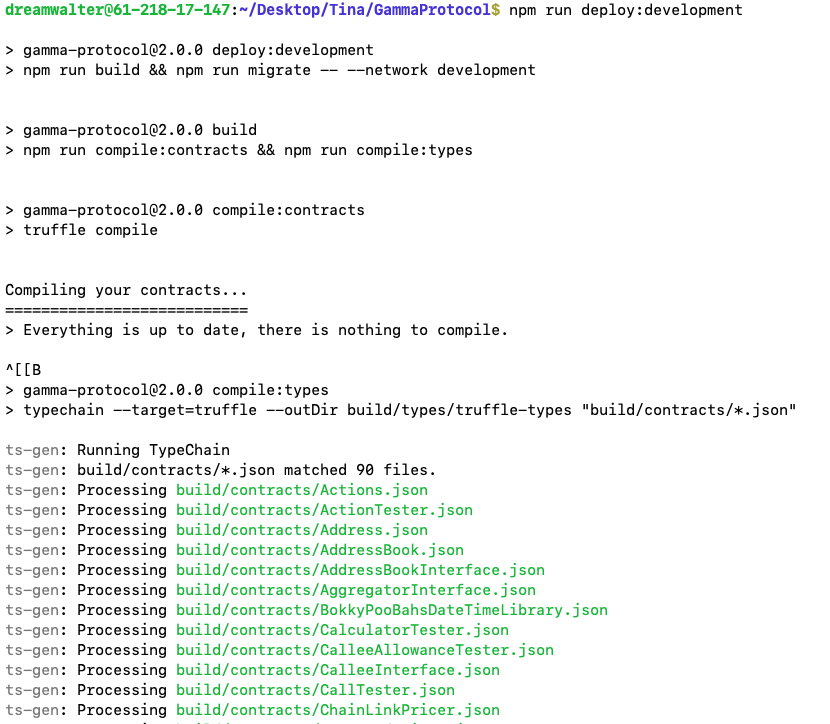 dreamwalter@61-218-17-147:~/Desktop/Tina/GammaProtocol$ npm run deploy:development
> gamma-protocol@2.0.0 deploy:development
> npm run build && npm run migrate -- --network development
> gamma-protocol@2.0.0 build
> npm run compile:contracts && npm run compile:types
> gamma-protocol@2.0.0 compile:contracts
> truffle compile
Compiling your contracts...
===========================
> Everything is up to date, there is nothing to compile.
^[[B
> gamma-protocol@2.0.0 compile:types
> typechain --target=truffle --outDir build/types/truffle-types "build/contracts/*.json"
ts-gen: Running TypeChain
ts-gen: build/contracts/*.json matched 90 files.
ts-gen: Processing build/contracts/Actions.json
ts-gen: Processing build/contracts/ActionTester.json
ts-gen: Processing build/contracts/Address.json
ts-gen: Processing build/contracts/AddressBook.json
ts-gen: Processing build/contracts/AddressBookInterface.json
ts-gen: Processing build/contracts/AggregatorInterface.json
ts-gen: Processing build/contracts/BokkyPooBahsDateTimeLibrary.json
ts-gen: Processing build/contracts/CalculatorTester.json
ts-gen: Processing build/contracts/CalleeAllowanceTester.json
ts-gen: Processing build/contracts/CalleeInterface.json
ts-gen: Processing build/contracts/CallTester.json
ts-gen: Processing build/contracts/ChainLinkPricer.json